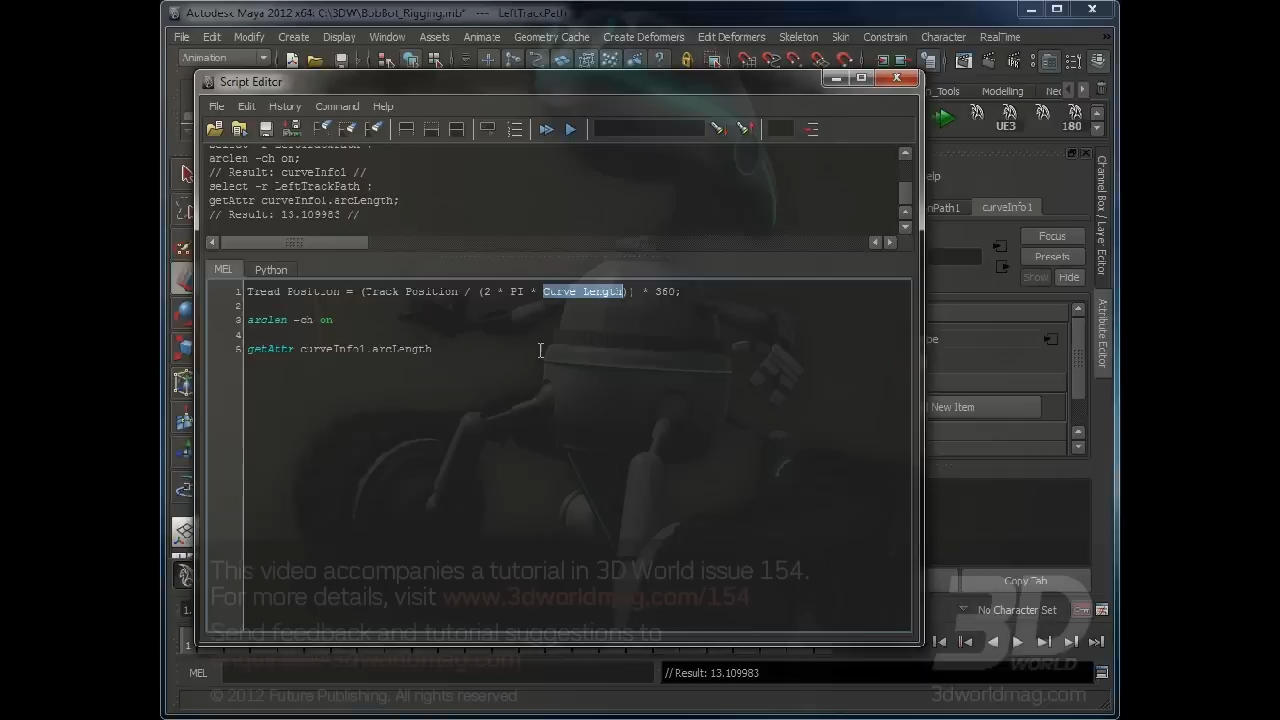 Autodesk Maya 2012 x64: C:\3DW\BobBot_Rigging.mb* --- LeftTrackPath
File Edit Modify Create Display Window Assets Animate Geometry Cache Create Deformers Edit Deformers Skeleton Skin Constrain Character RealTime »
Animation
Script Editor
_Tools Modelling
File Edit History Command Help
UE3 180
arclen -ch on;
// Result: curveInfo1 //
select -r LeftTrackPath ;
getAttr curveInfo1.arcLength;
// Result: 13.109983 //
curveInfo1
Focus
Presets
Show Hide
MEL Python
1 Tread Position = (Track Position / (2 * PI * Curve Length)) * 360;
2
3 arclen -ch on
4
5 getAttr curveInfo1.arcLength
Channel Box / Layer Editor
Attribute Editor
New Item
This video accompanies a tutorial in 3D World issue 154.
For more details, visit www.3dworldmag.com/154
Copy Tab
No Character Set
Send feedback and tutorial suggestions to
3D
WORLD
MEL
// Result: 13.109983
© 2012 Future Publishing. All rights reserved
3dworldmag.com